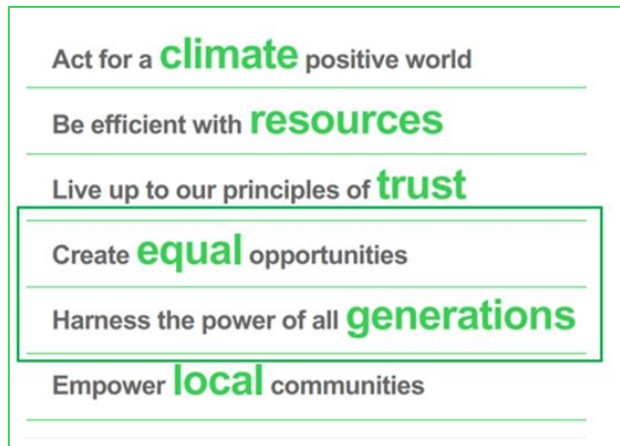 Act for a climate positive world
Be efficient with resources
Live up to our principles of trust
Create equal opportunities
Harness the power of all generations
Empower local communities